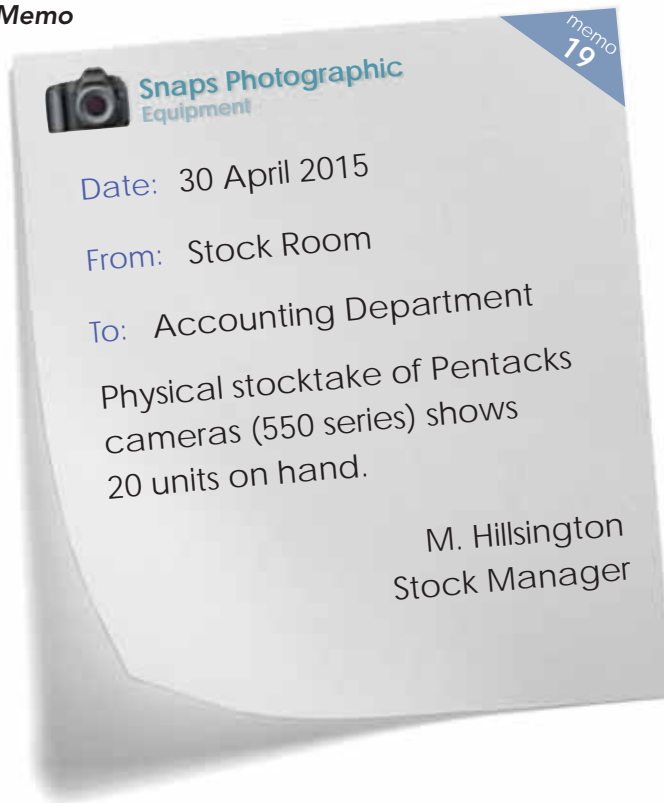 Memo
memo
19
Snaps Photographic
Equipment
Date: 30 April 2015
From: Stock Room
To: Accounting Department
Physical stocktake of Pentacks
cameras (550 series) shows
20 units on hand.
M. Hillsington
Stock Manager